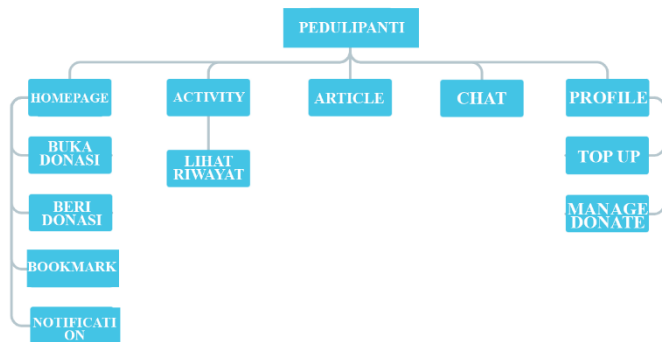 PEDULIPANTI
HOMEPAGE
ACTIVITY
ARTICLE
CHAT
PROFILE
BUKA
DONASI
LIHAT
RIWAYAT
TOP UP
BERI
DONASI
MANAGE
DONATE
BOOKMARK
NOTIFICATI
ON